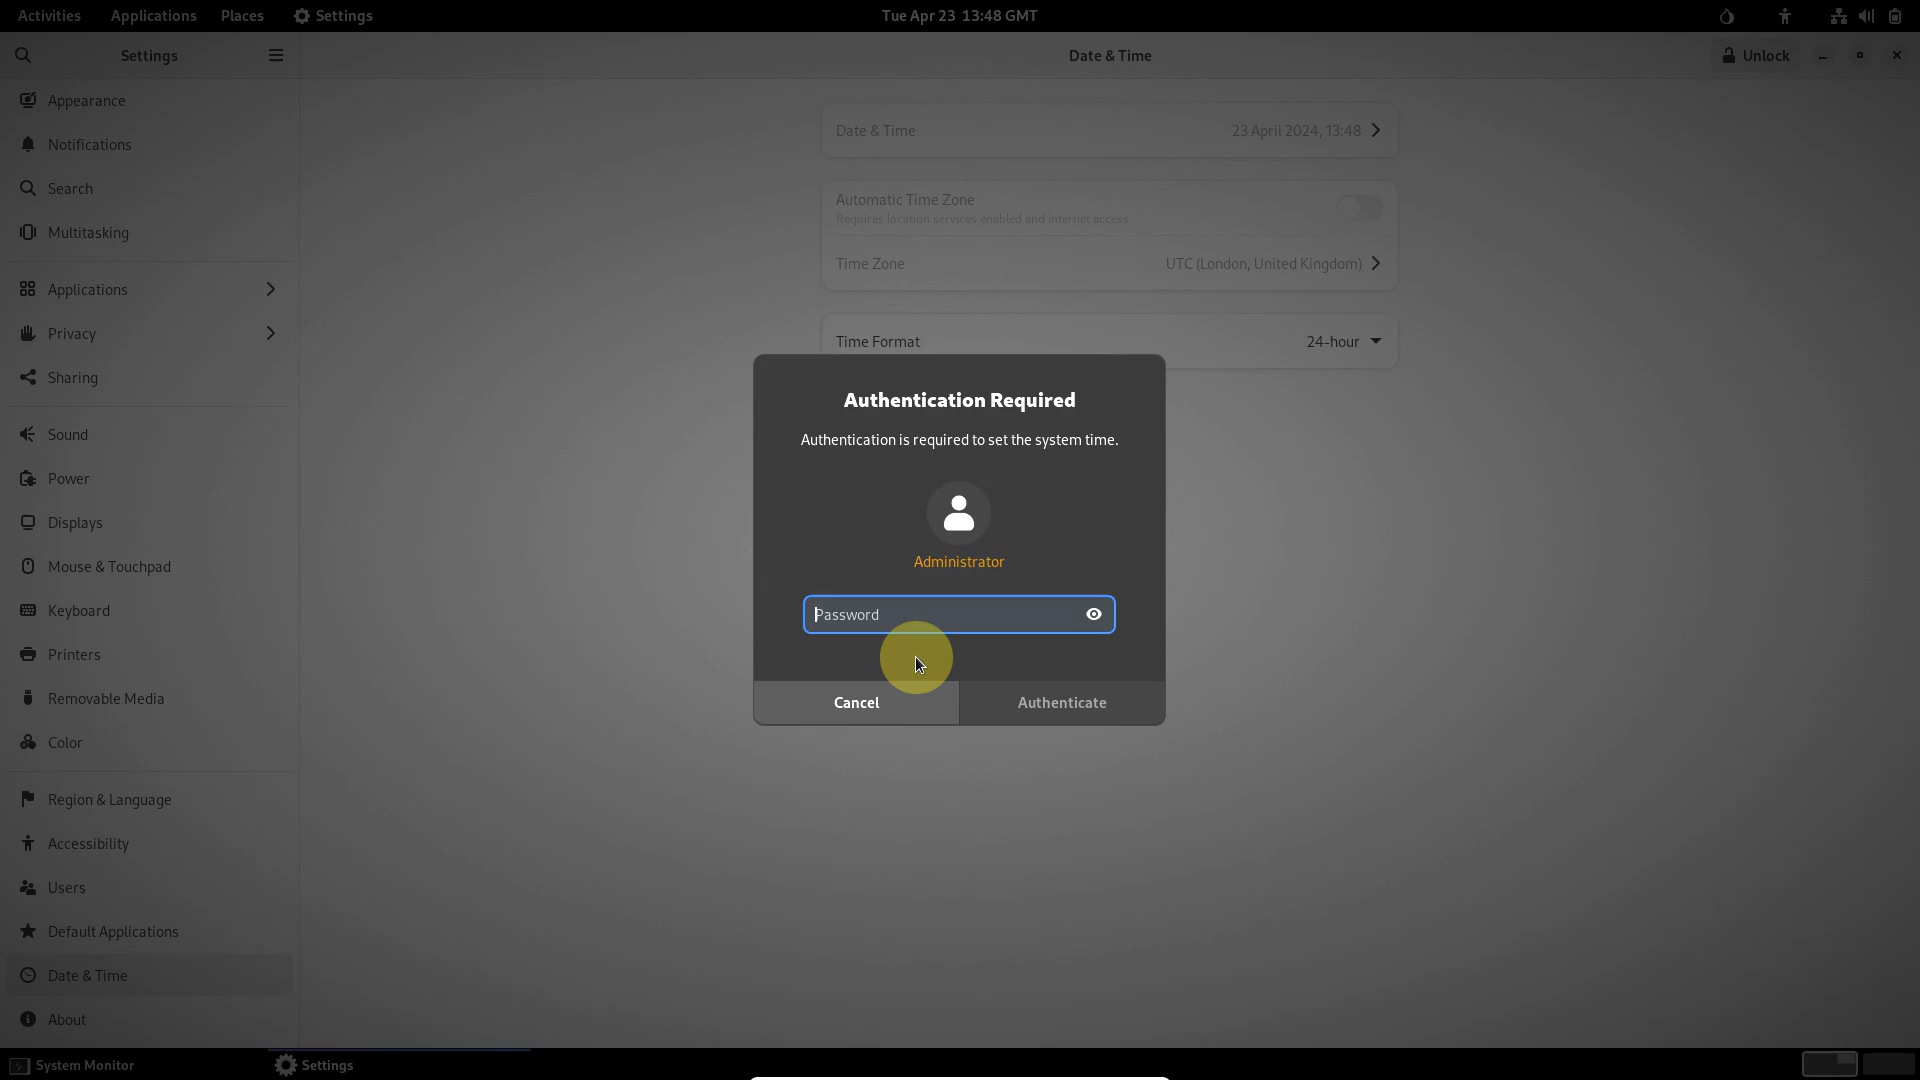 Activities Applications Places Settings Tue Apr 23 13:48 GMT
Settings Date & Time Unlock
Appearance
Notifications
Search
Multitasking
Applications
Privacy
Sharing
Sound
Power
Displays
Mouse & Touchpad
Keyboard
Printers
Removable Media
Color
Region & Language
Accessibility
Users
Default Applications
Date & Time
About
Date & Time 23 April 2024, 13:48
Automatic Time Zone
Requires location services enabled and internet access
Time Zone UTC (London, United Kingdom)
Time Format 24-hour
Authentication Required
Authentication is required to set the system time.
Administrator
Password
Cancel Authenticate
System Monitor Settings